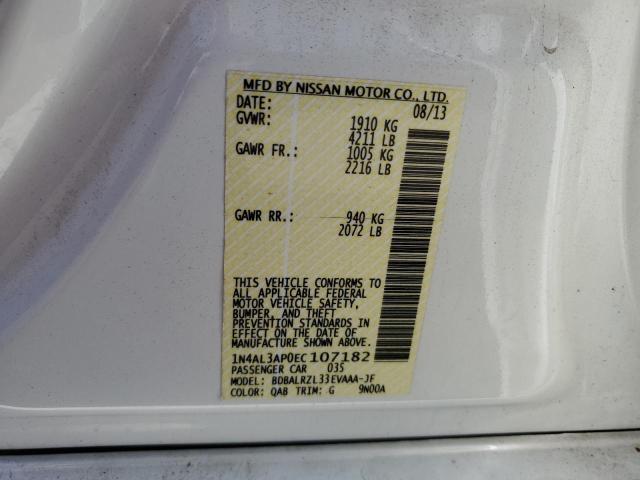 MFD BY NISSAN MOTOR CO., LTD.
DATE: 08/13
GVWR: 1910 KG
4211 LB
GAWR FR.: 1005 KG
2216 LB
GAWR RR.: 940 KG
2072 LB
THIS VEHICLE CONFORMS TO
ALL APPLICABLE FEDERAL
MOTOR VEHICLE SAFETY,
BUMPER, AND THEFT
PREVENTION STANDARDS IN
EFFECT ON THE DATE OF
MANUFACTURE SHOWN ABOVE.
1N4AL3AP0EC107182
PASSENGER CAR 035
MODEL: BDBALRZL33EVAAA-JF
COLOR: QAB TRIM: G 9N00A